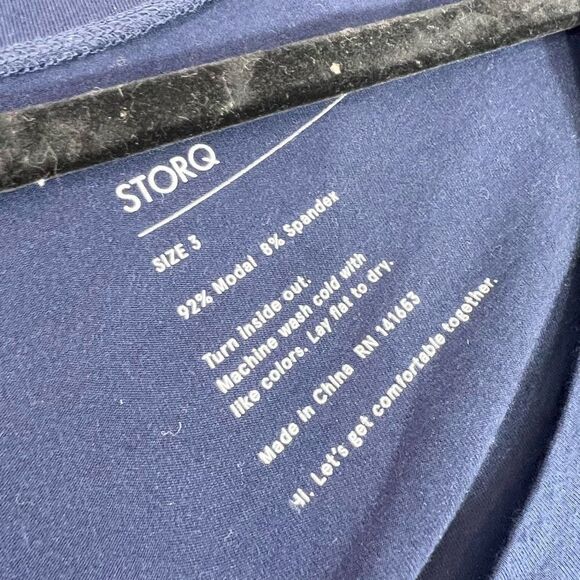 STORQ
SIZE 3
92% Modal 8% Spandex
Turn inside out.
Machine wash cold with
like colors. Lay flat to dry.
Made in China RN 141653
Hi. Let's get comfortable together.